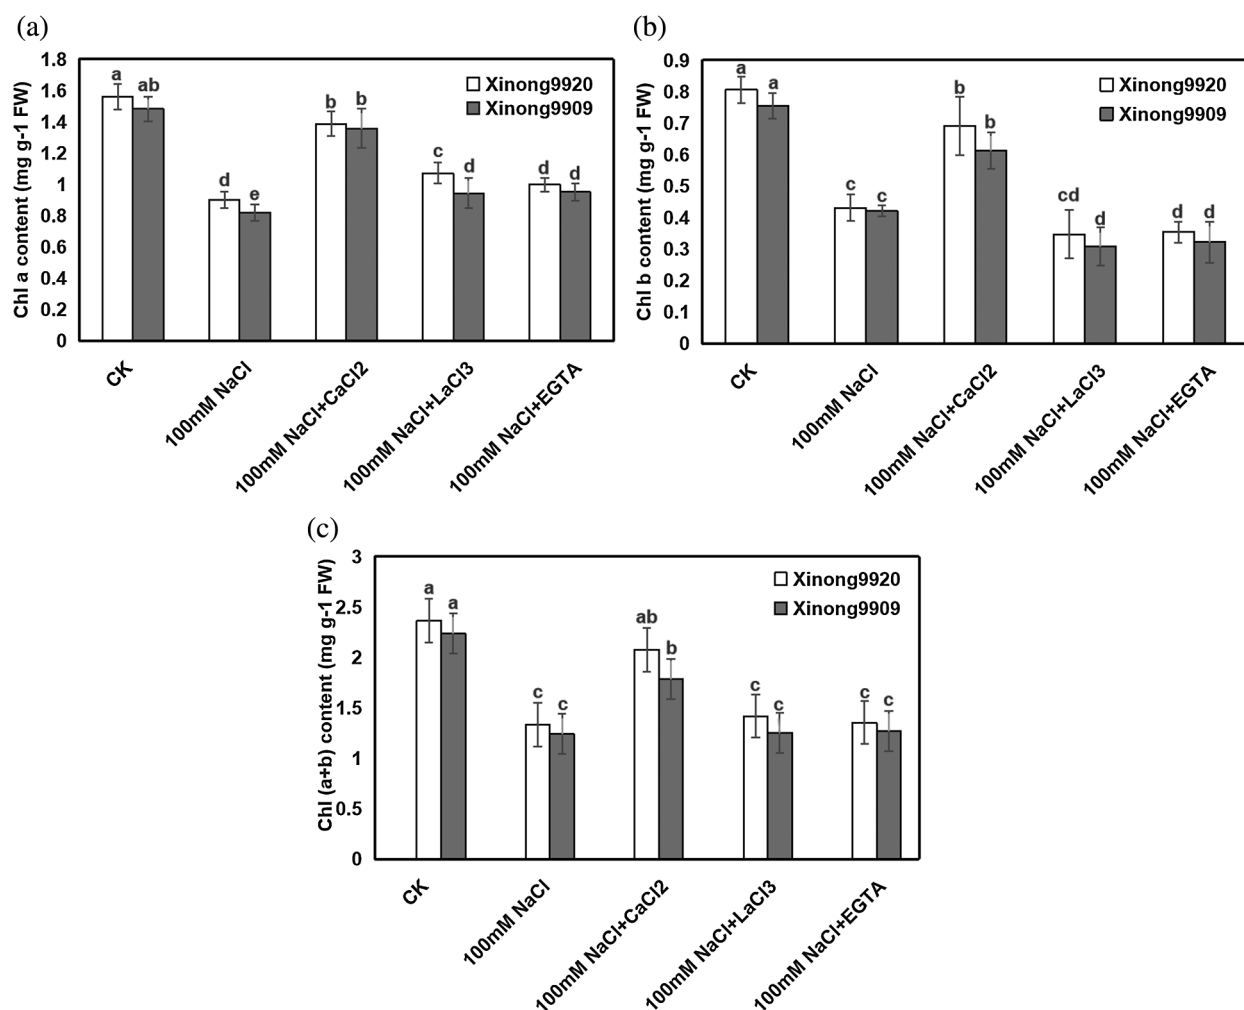 (a)
Chl a content (mg g-1 FW)
1.8
1.6
1.4
1.2
1
0.8
0.6
0.4
0.2
0
Xinong9920
Xinong9909
a
ab
d
e
b
b
c
d
d
d
CK
100mM NaCl
100mM NaCl+CaCl2
100mM NaCl+LaCl3
100mM NaCl+EGTA
(b)
Chl b content (mg g-1 FW)
0.9
0.8
0.7
0.6
0.5
0.4
0.3
0.2
0.1
0
Xinong9920
Xinong9909
a
a
c
c
b
b
cd
d
d
d
CK
100mM NaCl
100mM NaCl+CaCl2
100mM NaCl+LaCl3
100mM NaCl+EGTA
(c)
Chl (a+b) content (mg g-1 FW)
3
2.5
2
1.5
1
0.5
0
Xinong9920
Xinong9909
a
a
c
c
ab
b
c
c
c
c
CK
100mM NaCl
100mM NaCl+CaCl2
100mM NaCl+LaCl3
100mM NaCl+EGTA